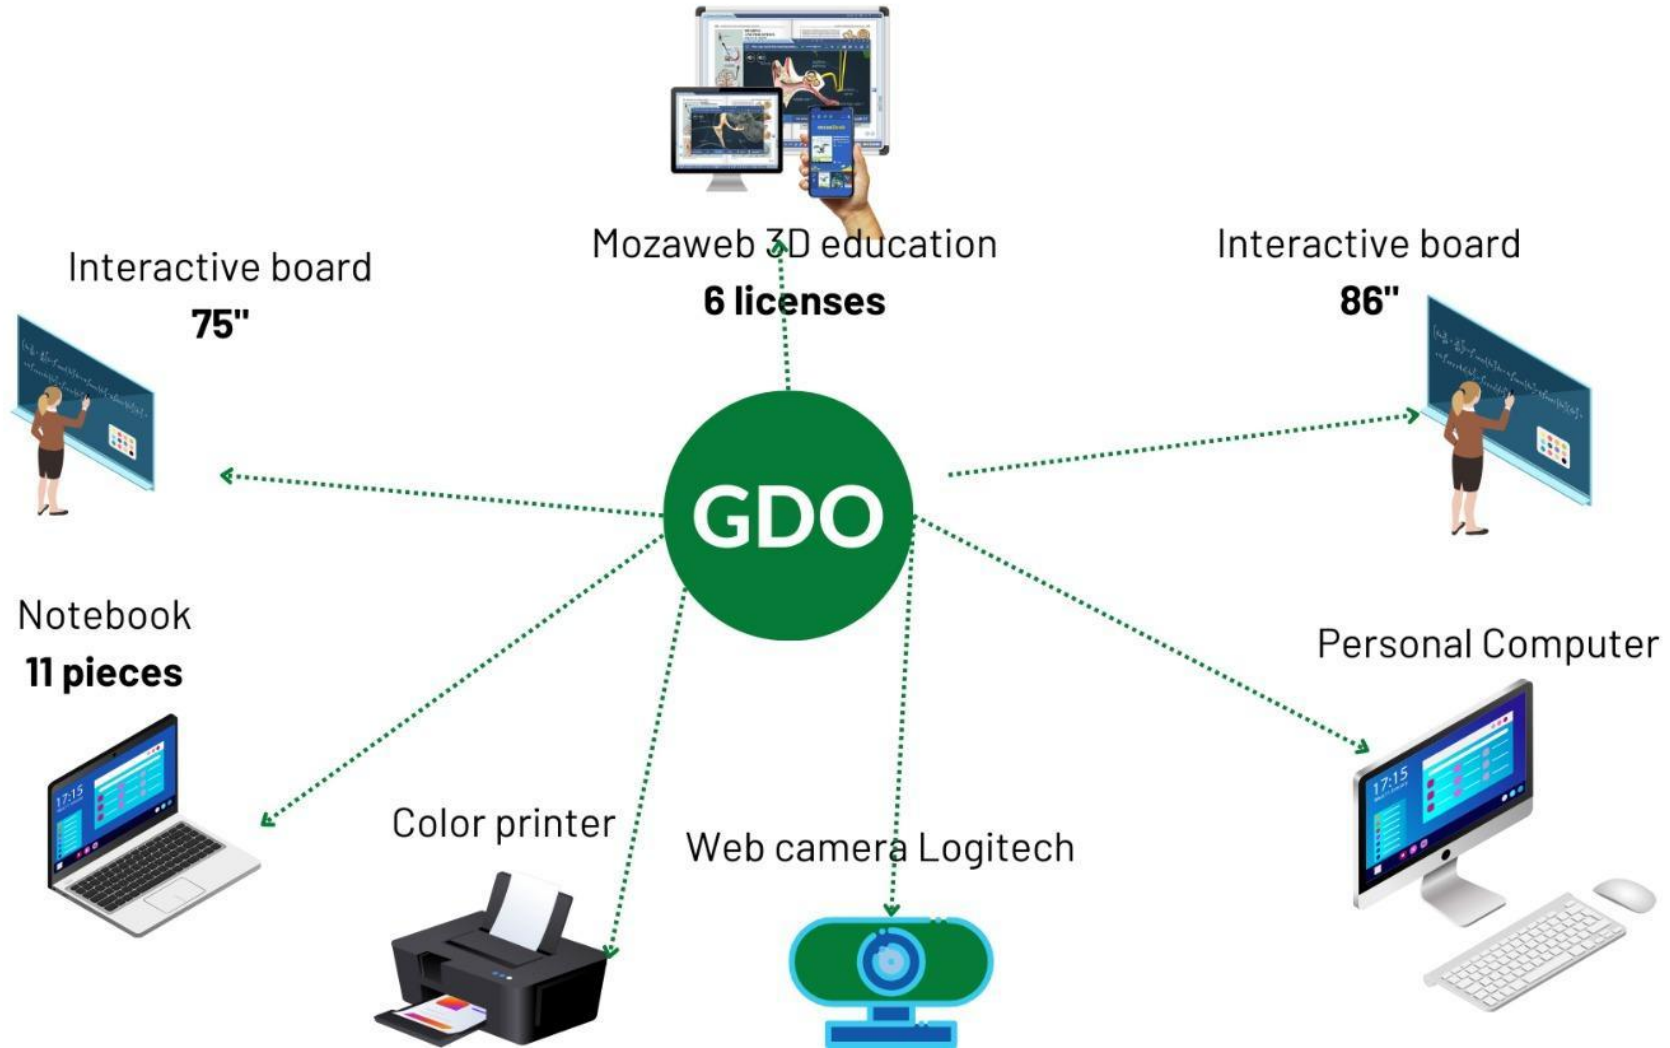 Mozaweb 3D education
6 licenses
Interactive board
75"
Interactive board
86"
GDO
Notebook
11 pieces
17:15
Personal Computer
17:15
Color printer
Web camera Logitech